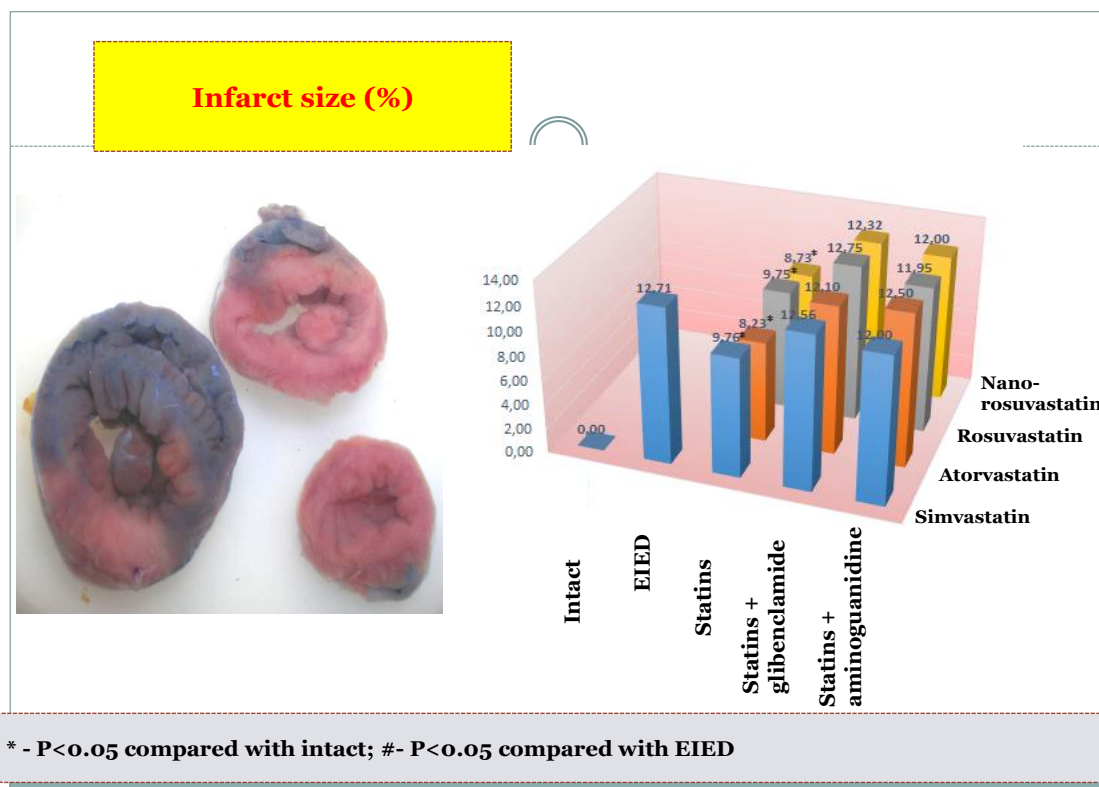 Infarct size (%)
14,00
12,00
10,00
8,00
6,00
4,00
2,00
0,00
0,00
12,71
9,76*
12,56
12,00
8,23*
12,10
12,50
9,75*
12,75
11,95
8,73*
12,32
12,00
Nano-
rosuvastatin
Rosuvastatin
Atorvastatin
Simvastatin
Intact
EIED
Statins
Statins +
glibenclamide
Statins +
aminoguanidine
* - P<0.05 compared with intact; #- P<0.05 compared with EIED